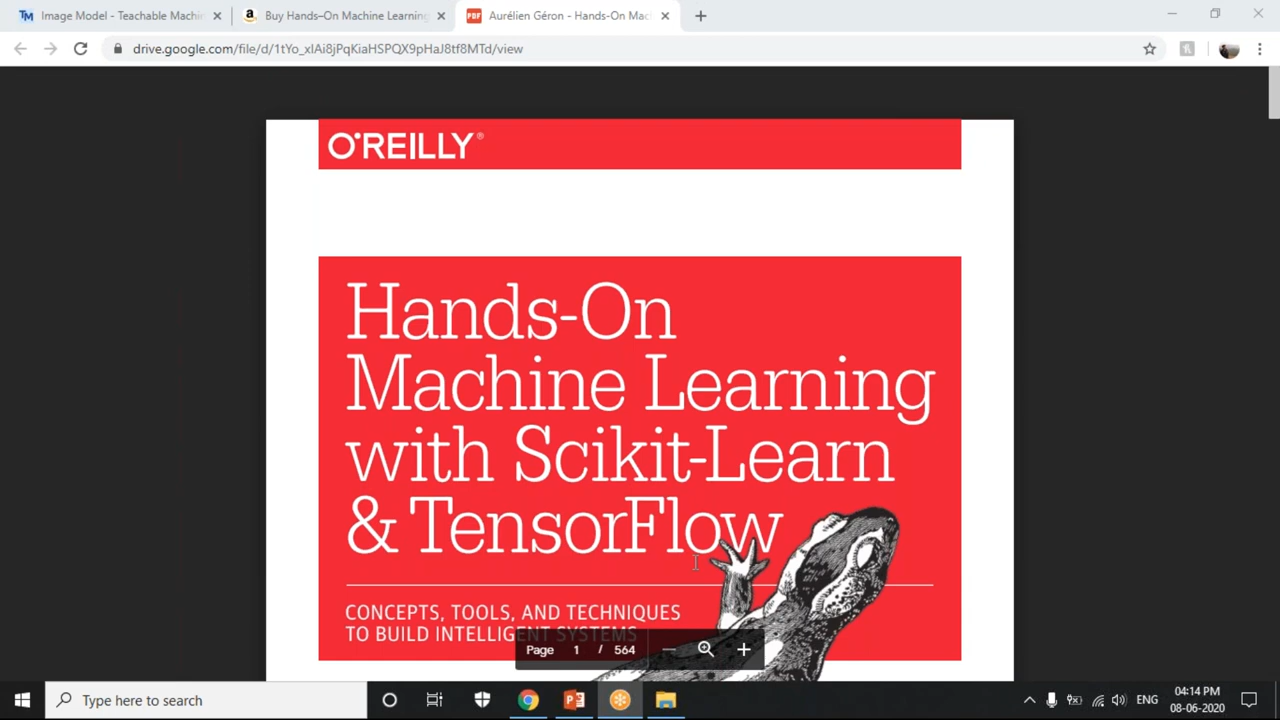 Image Model - Teachable Machin
Buy Hands-On Machine Learning
Aurélien Géron - Hands-On Mac
drive.google.com/file/d/1tYo_xIAi8jPqKiaHSPQX9pHaJ8tf8MTd/view
O'REILLY®
Hands-On
Machine Learning
with Scikit-Learn
& TensorFlow
CONCEPTS, TOOLS, AND TECHNIQUES
TO BUILD INTELLIGENT SYSTEMS
Page 1 / 564
Type here to search
ENG
04:14 PM
08-06-2020